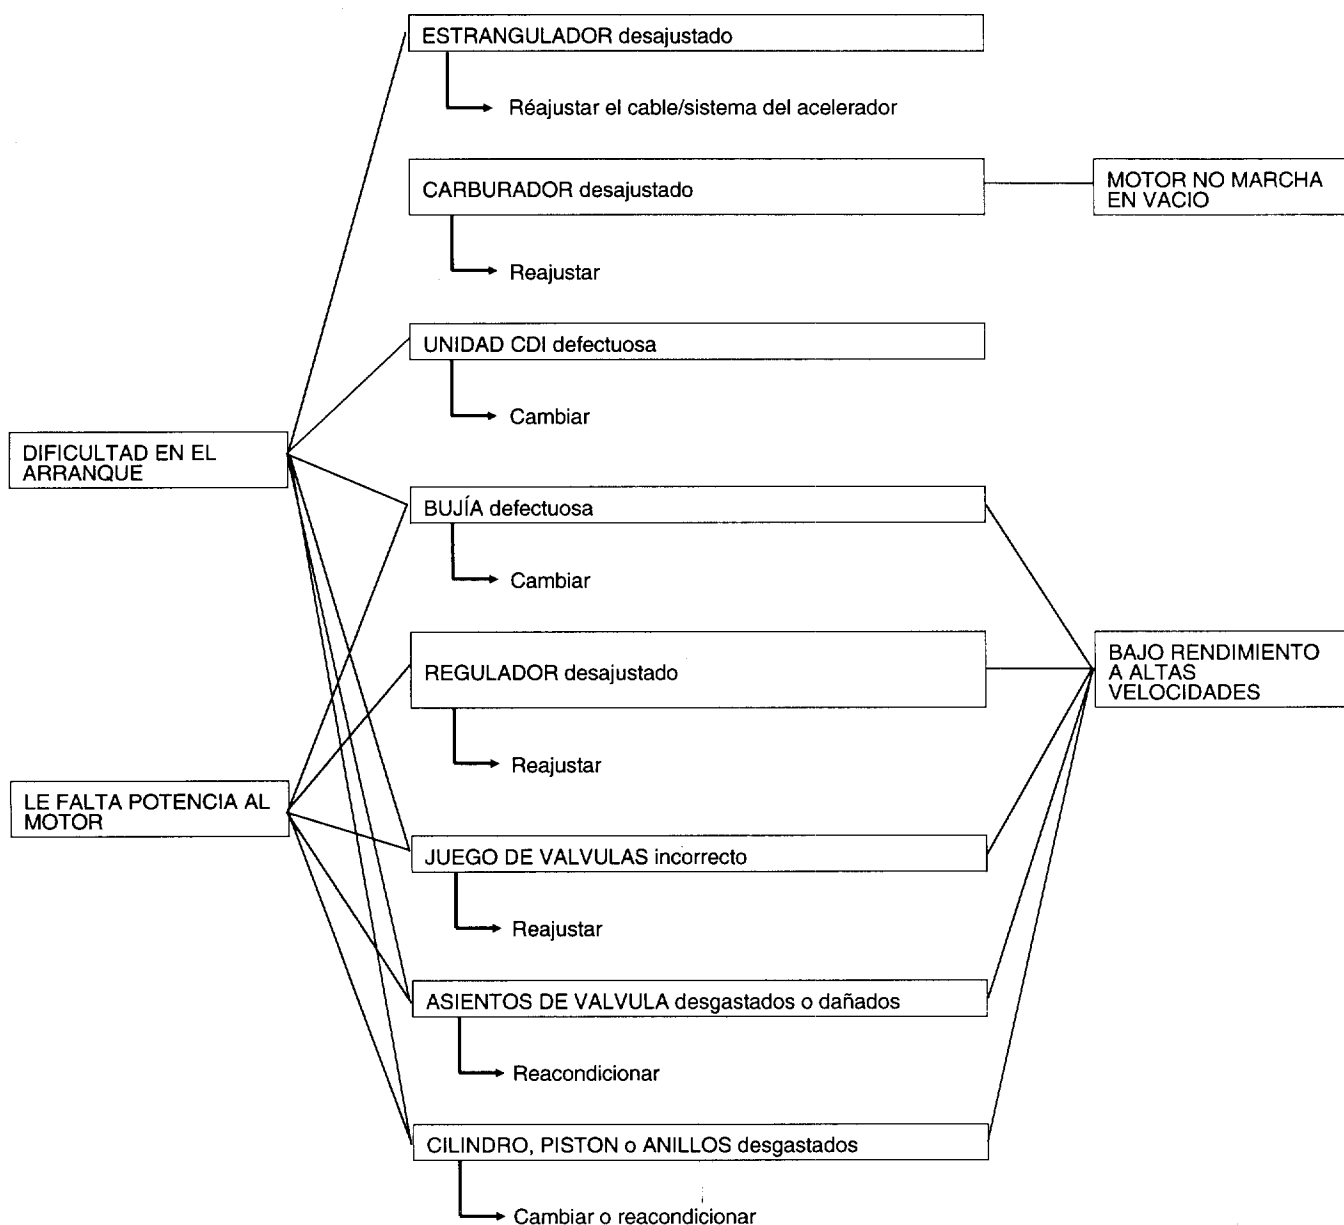 ESTRANGULADOR desajustado
Réajustar el cable/sistema del acelerador
CARBURADOR desajustado
MOTOR NO MARCHA
EN VACIO
Reajustar
UNIDAD CDI defectuosa
Cambiar
DIFICULTAD EN EL
ARRANQUE
BUJÍA defectuosa
Cambiar
REGULADOR desajustado
BAJO RENDIMIENTO
A ALTAS
VELOCIDADES
Reajustar
LE FALTA POTENCIA AL
MOTOR
JUEGO DE VALVULAS incorrecto
Reajustar
ASIENTOS DE VALVULA desgastados o dañados
Reacondicionar
CILINDRO, PISTON o ANILLOS desgastados
Cambiar o reacondicionar